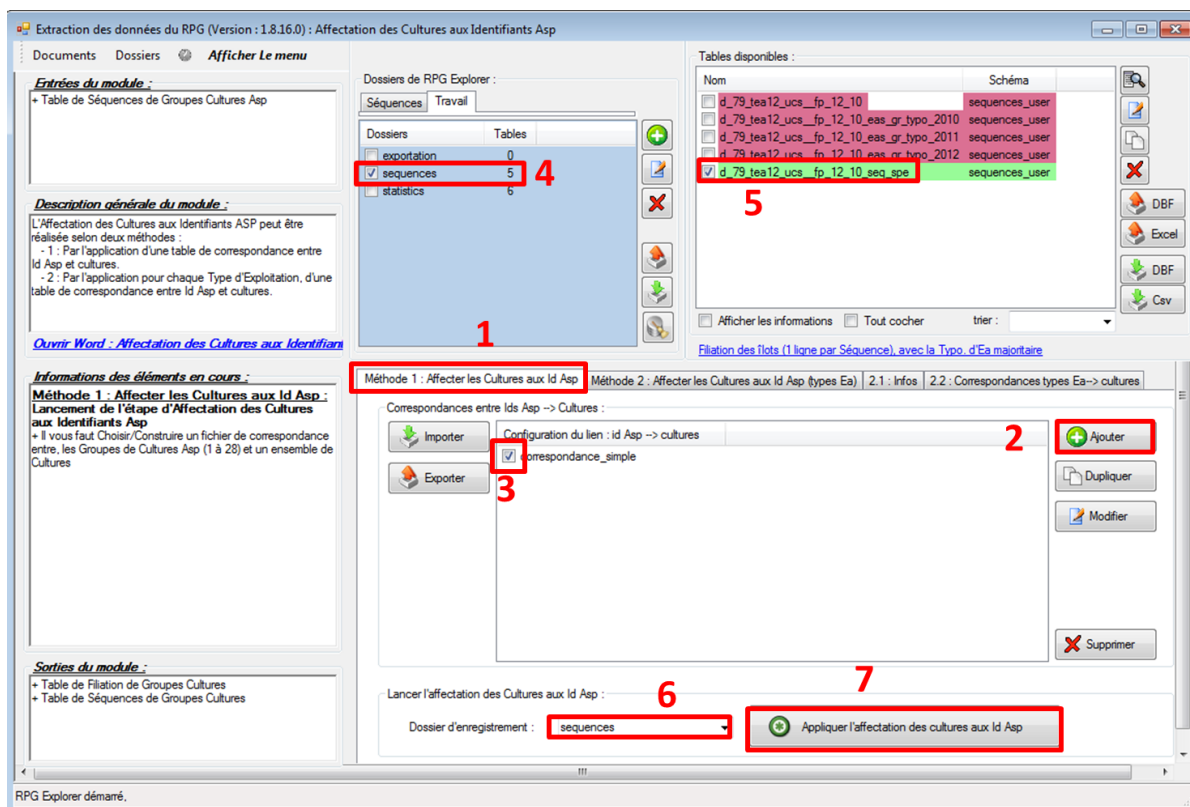 Extraction des données du RPG (Version : 1.8.16.0) : Affectation des Cultures aux Identifiants Asp
Documents Dossiers Afficher Le menu
Entrées du module :
+ Table de Séquences de Groupes Cultures Asp
Description générale du module :
L'Affectation des Cultures aux Identifiants ASP peut être
réalisée selon deux méthodes :
- 1 : Par l'application d'une table de correspondance entre
Id Asp et cultures.
- 2 : Par l'application pour chaque Type d'Exploitation, d'une
table de correspondance entre Id Asp et cultures.
Ouvrir Word : Affectation des Cultures aux Identifiant
Informations des éléments en cours :
Méthode 1 : Affecter les Cultures aux Id Asp :
Lancement de l'étape d'Affectation des Cultures
aux Identifiants Asp
+ Il vous faut Choisir/Construire un fichier de correspondance
entre, les Groupes de Cultures Asp (1 à 28) et un ensemble de
Cultures
Sorties du module :
+ Table de Filiation de Groupes Cultures
+ Table de Séquences de Groupes Cultures
Dossiers de RPG Explorer :
Séquences Travail
Dossiers Tables
exportation 0
sequences 5
statistics 6
4
1
Tables disponibles :
Nom Schéma
d_79_tea12_ucs__fp_12_10 sequences_user
d_79_tea12_ucs__fp_12_10_eas_gr_typo_2010 sequences_user
d_79_tea12_ucs__fp_12_10_eas_gr_typo_2011 sequences_user
d_79_tea12_ucs__fp_12_10_eas_gr_typo_2012 sequences_user
d_79_tea12_ucs__fp_12_10_seq_spe sequences_user
5
DBF
Excel
DBF
Csv
Afficher les informations Tout cocher trier :
Filiation des îlots (1 ligne par Séquence), avec la Typo. d'Ea majoritaire
Méthode 1 : Affecter les Cultures aux Id Asp Méthode 2 : Affecter les Cultures aux Id Asp (types Ea) 2.1 : Infos 2.2 : Correspondances types Ea--> cultures
Correspondances entre Ids Asp --> Cultures :
Importer
Exporter
Configuration du lien : id Asp --> cultures
correspondance_simple
3
2
Ajouter
Dupliquer
Modifier
Supprimer
Lancer l'affectation des Cultures aux Id Asp :
6
7
Dossier d'enregistrement : sequences
Appliquer l'affectation des cultures aux Id Asp
RPG Explorer démarré,